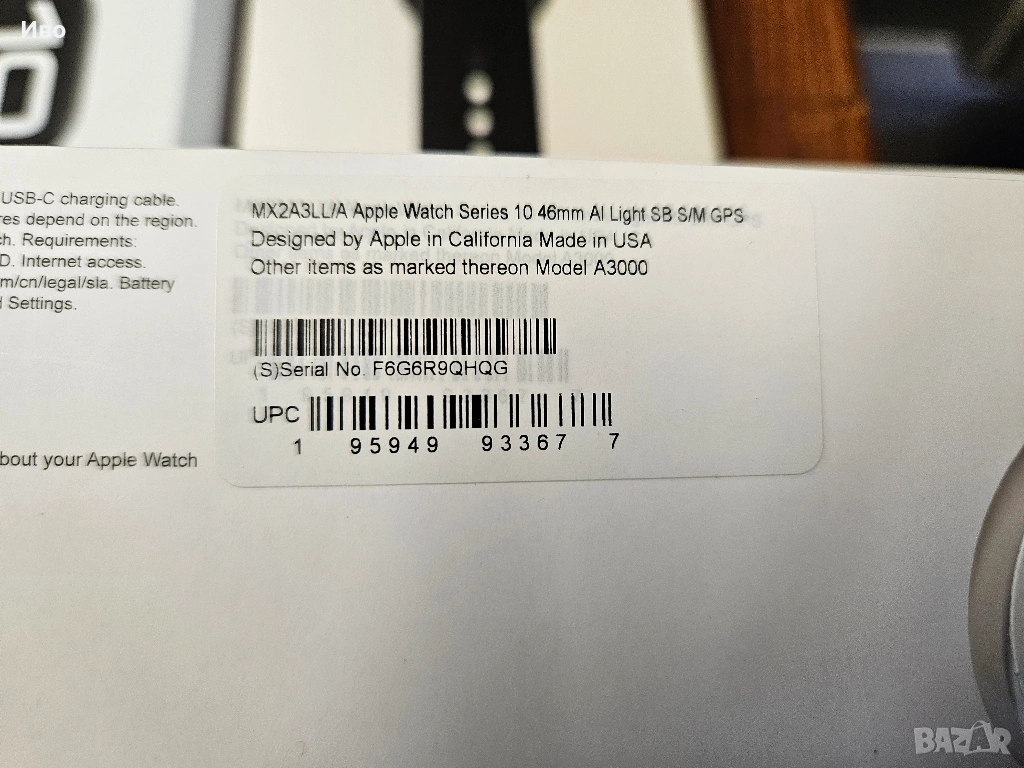 Иво
10
USB-C charging cable.
res depend on the region.
ch. Requirements:
D. Internet access.
m/cn/legal/sla. Battery
d Settings.
bout your Apple Watch
MX2A3LL/A Apple Watch Series 10 46mm Al Light SB S/M GPS
Designed by Apple in California Made in USA
Other items as marked thereon Model A3000
(S)Serial No. F6G6R9QHQG
UPC
1 95949 93367 7
BAZAR